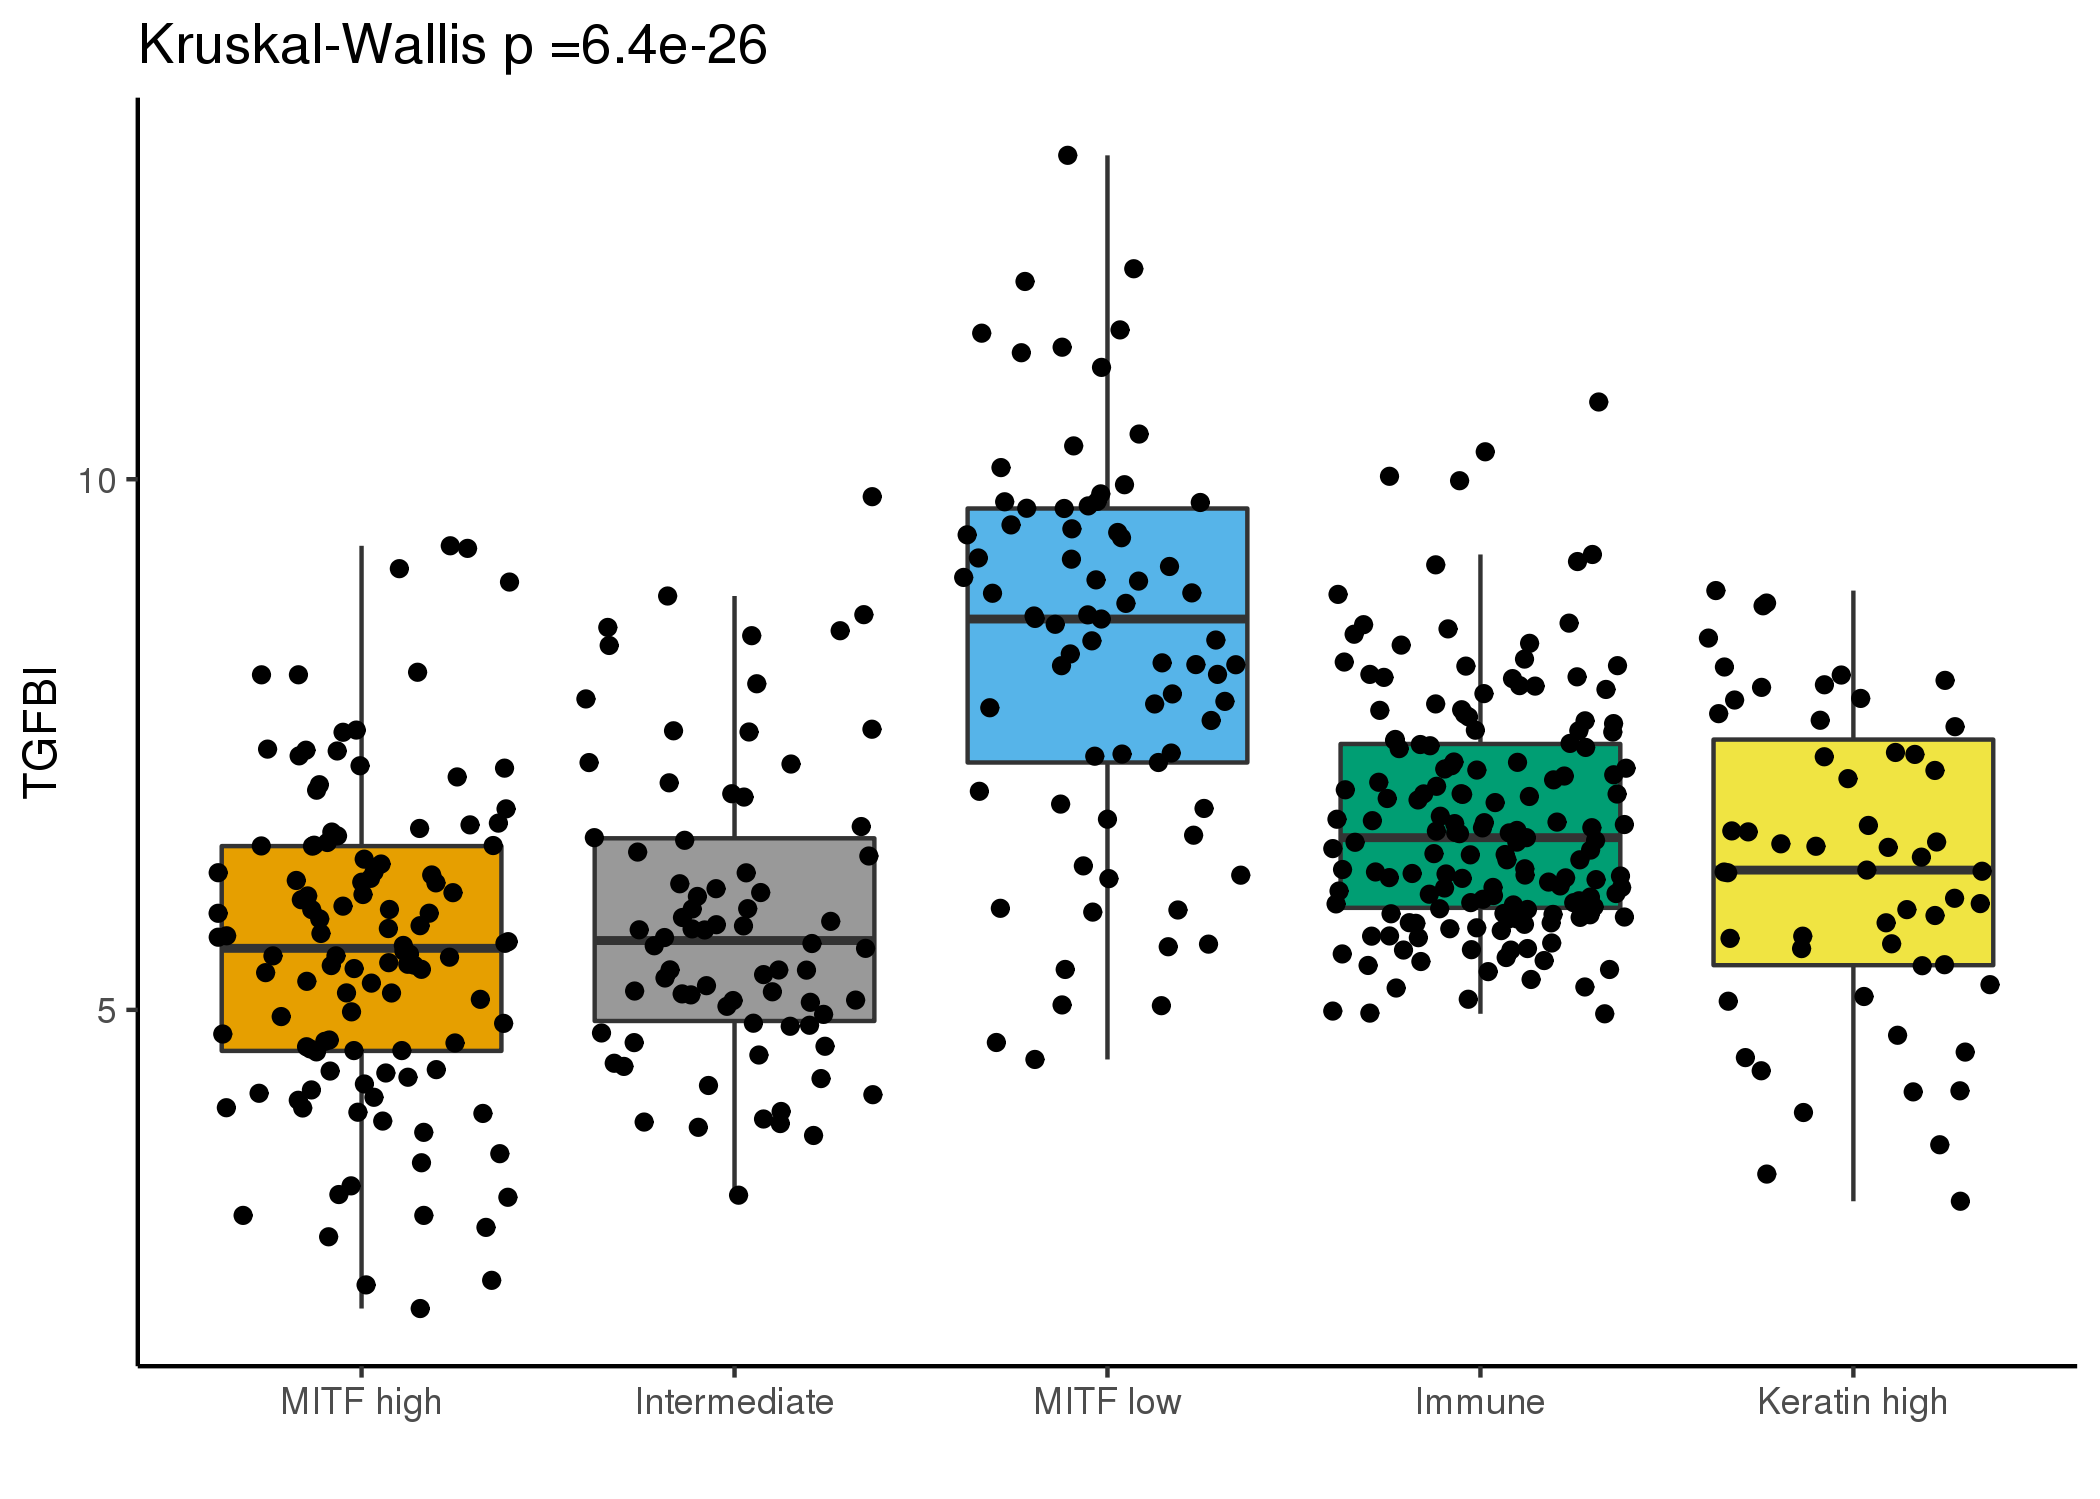 Kruskal-Wallis p =6.4e-26
TGFBI
10
5
MITF high
Intermediate
MITF low
Immune
Keratin high